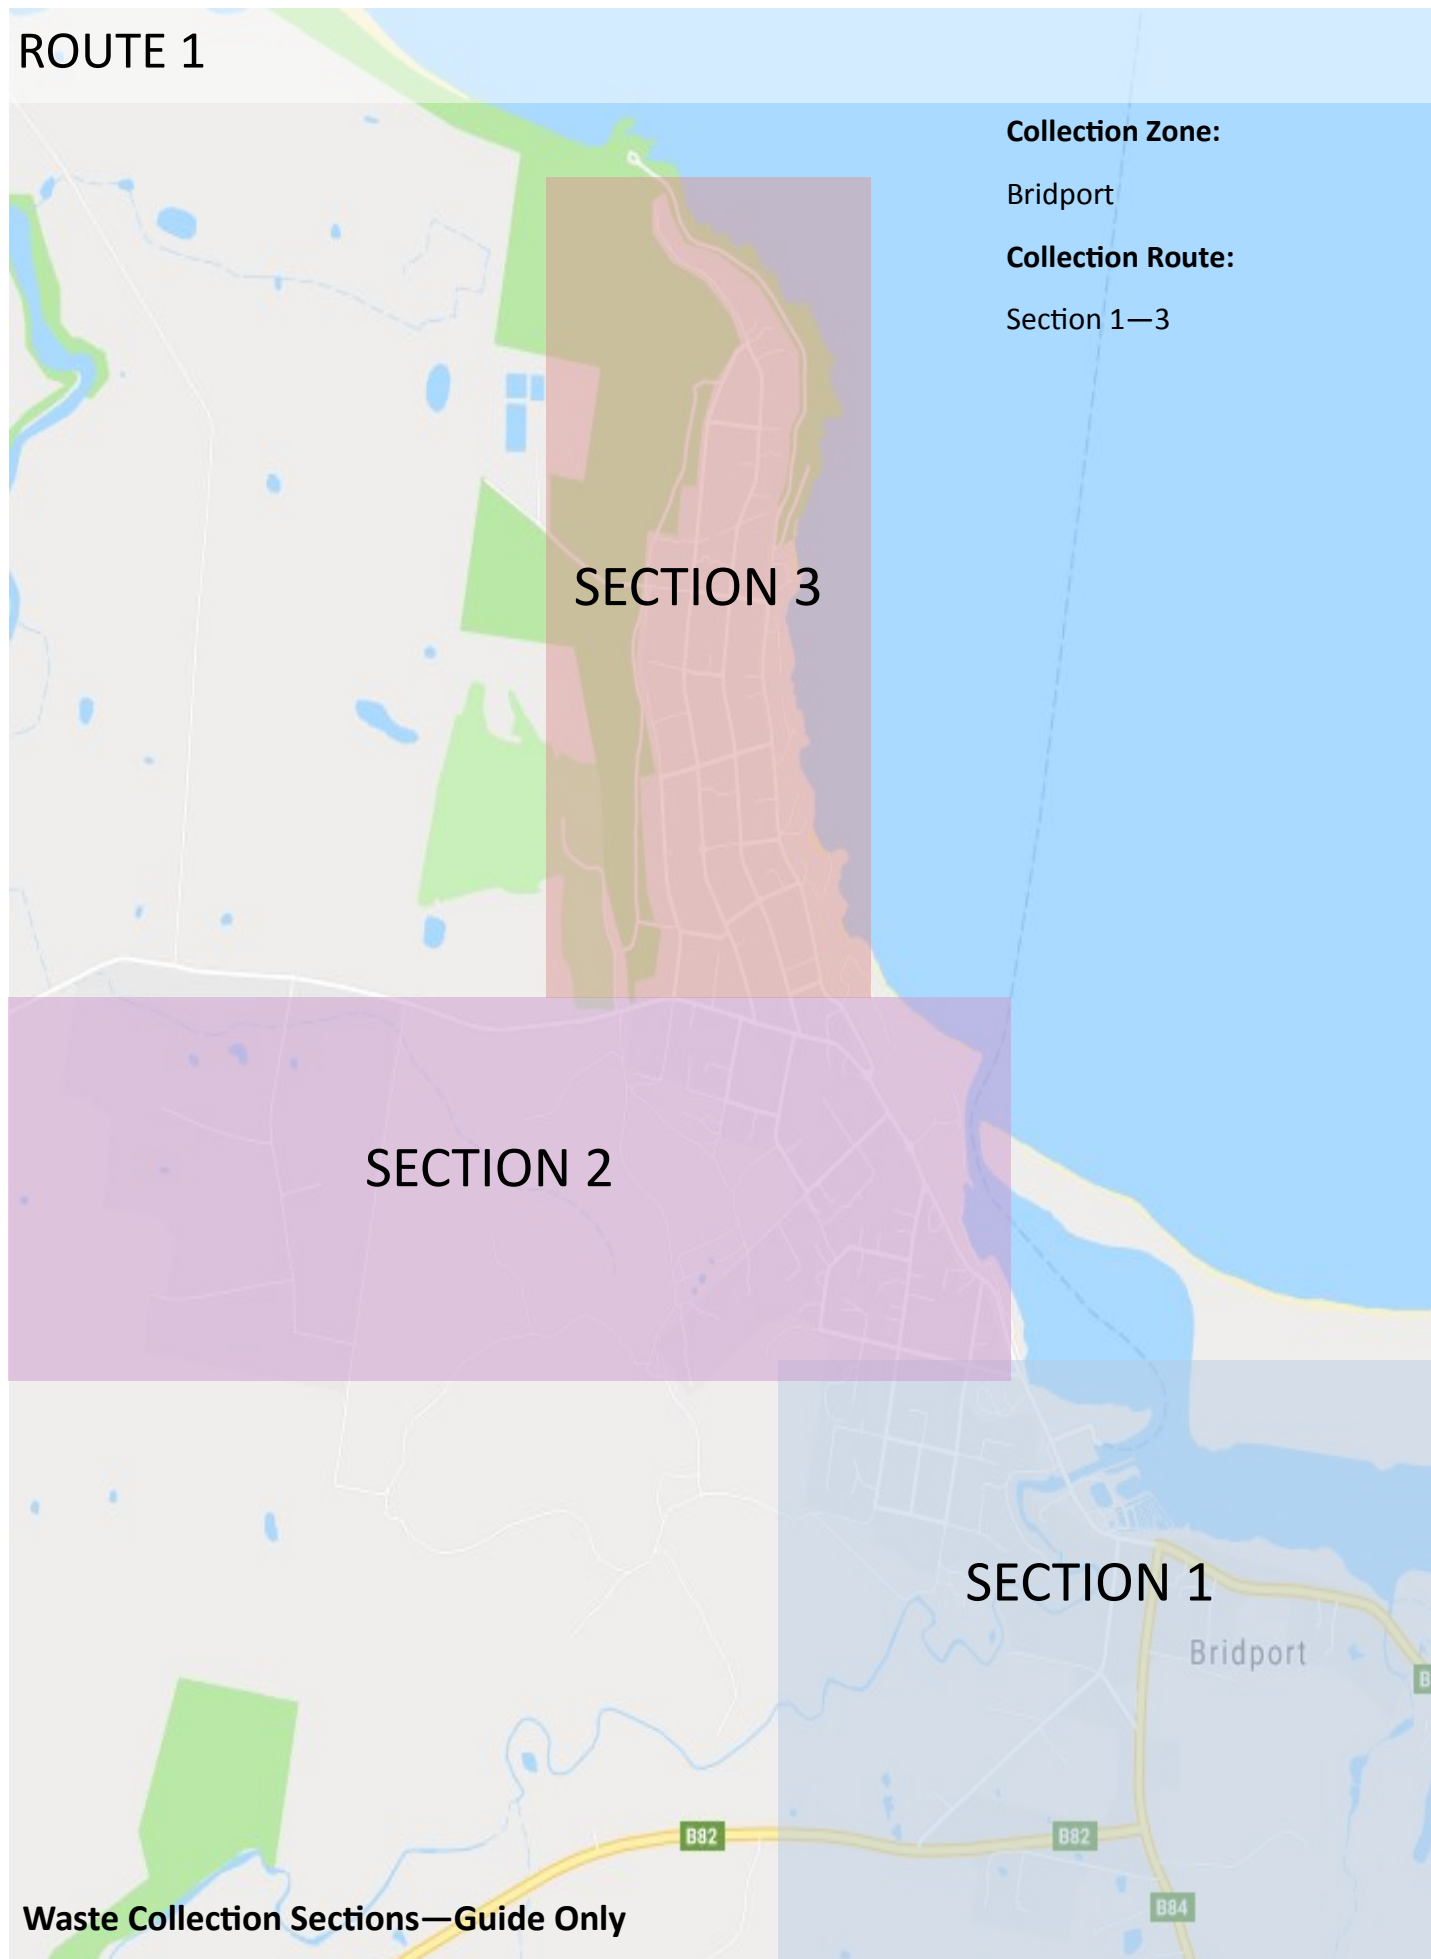 ROUTE 1
Collection Zone:
Bridport
Collection Route:
Section 1—3
SECTION 3
SECTION 2
SECTION 1
Bridport
B82
B82
B84
Waste Collection Sections—Guide Only